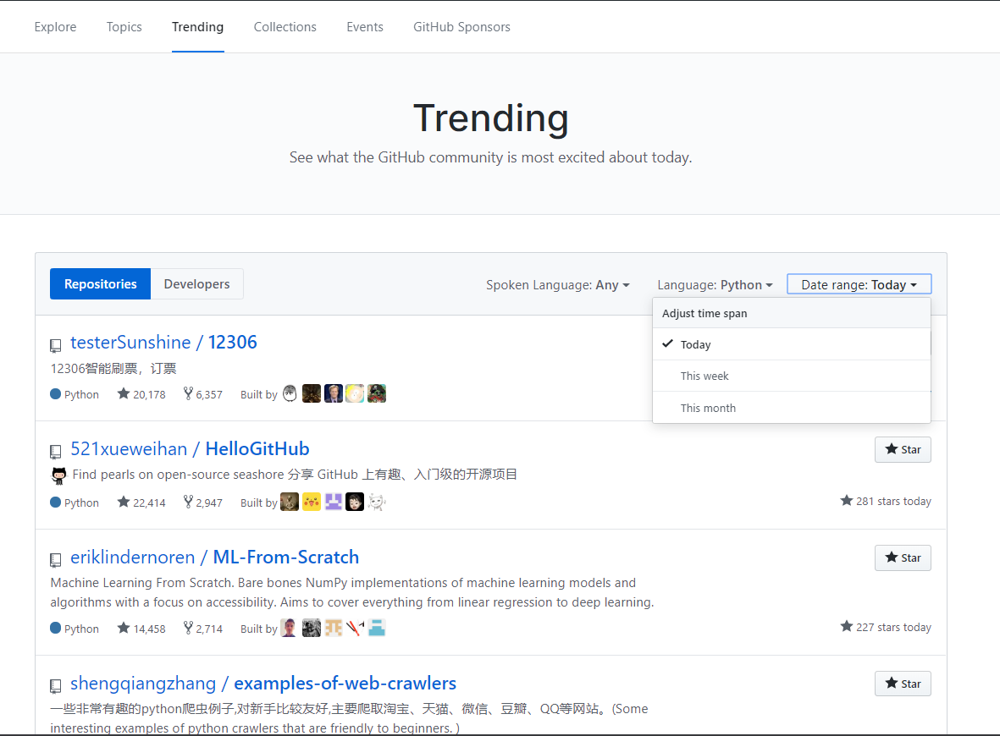 Explore Topics Trending Collections Events GitHub Sponsors
Trending
See what the GitHub community is most excited about today.
Repositories Developers Spoken Language: Any Language: Python Date range: Today
Adjust time span
Today
This week
This month
testerSunshine / 12306
12306智能刷票，订票
Python 20,178 6,357 Built by
521xueweihan / HelloGitHub
Star
Find pearls on open-source seashore 分享 GitHub 上有趣、入门级的开源项目
Python 22,414 2,947 Built by 281 stars today
eriklindernoren / ML-From-Scratch
Star
Machine Learning From Scratch. Bare bones NumPy implementations of machine learning models and
algorithms with a focus on accessibility. Aims to cover everything from linear regression to deep learning.
Python 14,458 2,714 Built by 227 stars today
shengqiangzhang / examples-of-web-crawlers
Star
一些非常有趣的python爬虫例子,对新手比较友好,主要爬取淘宝、天猫、微信、豆瓣、QQ等网站。(Some
interesting examples of python crawlers that are friendly to beginners. )